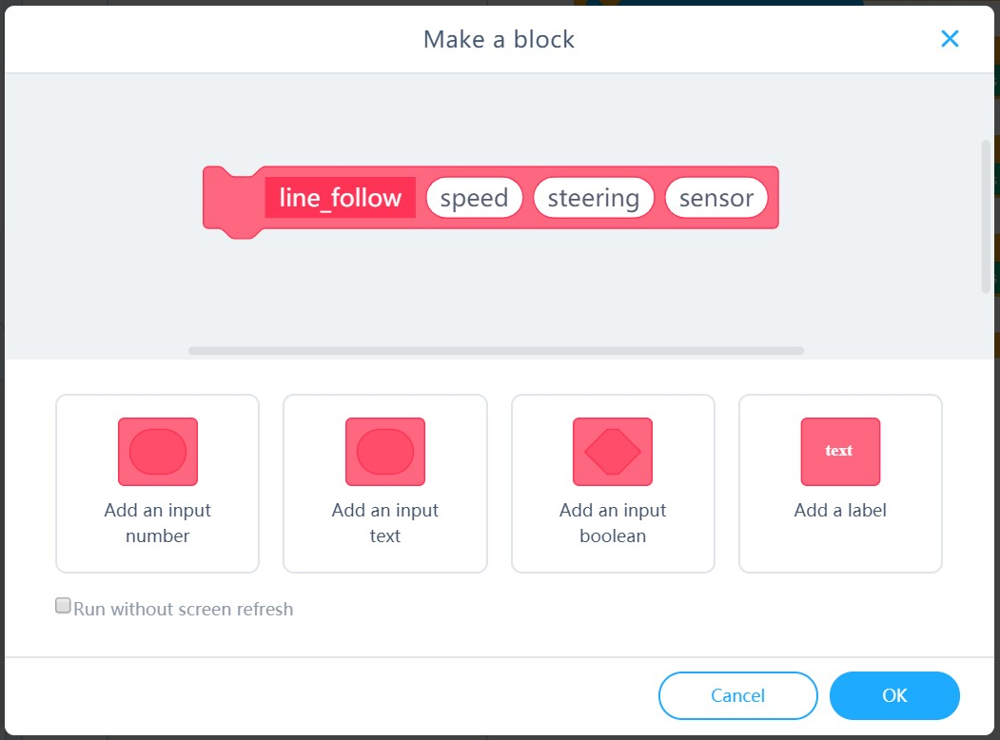 Make a block
line_follow speed steering sensor
text
Add an input
number
Add an input
text
Add an input
boolean
Add a label
Run without screen refresh
Cancel
OK